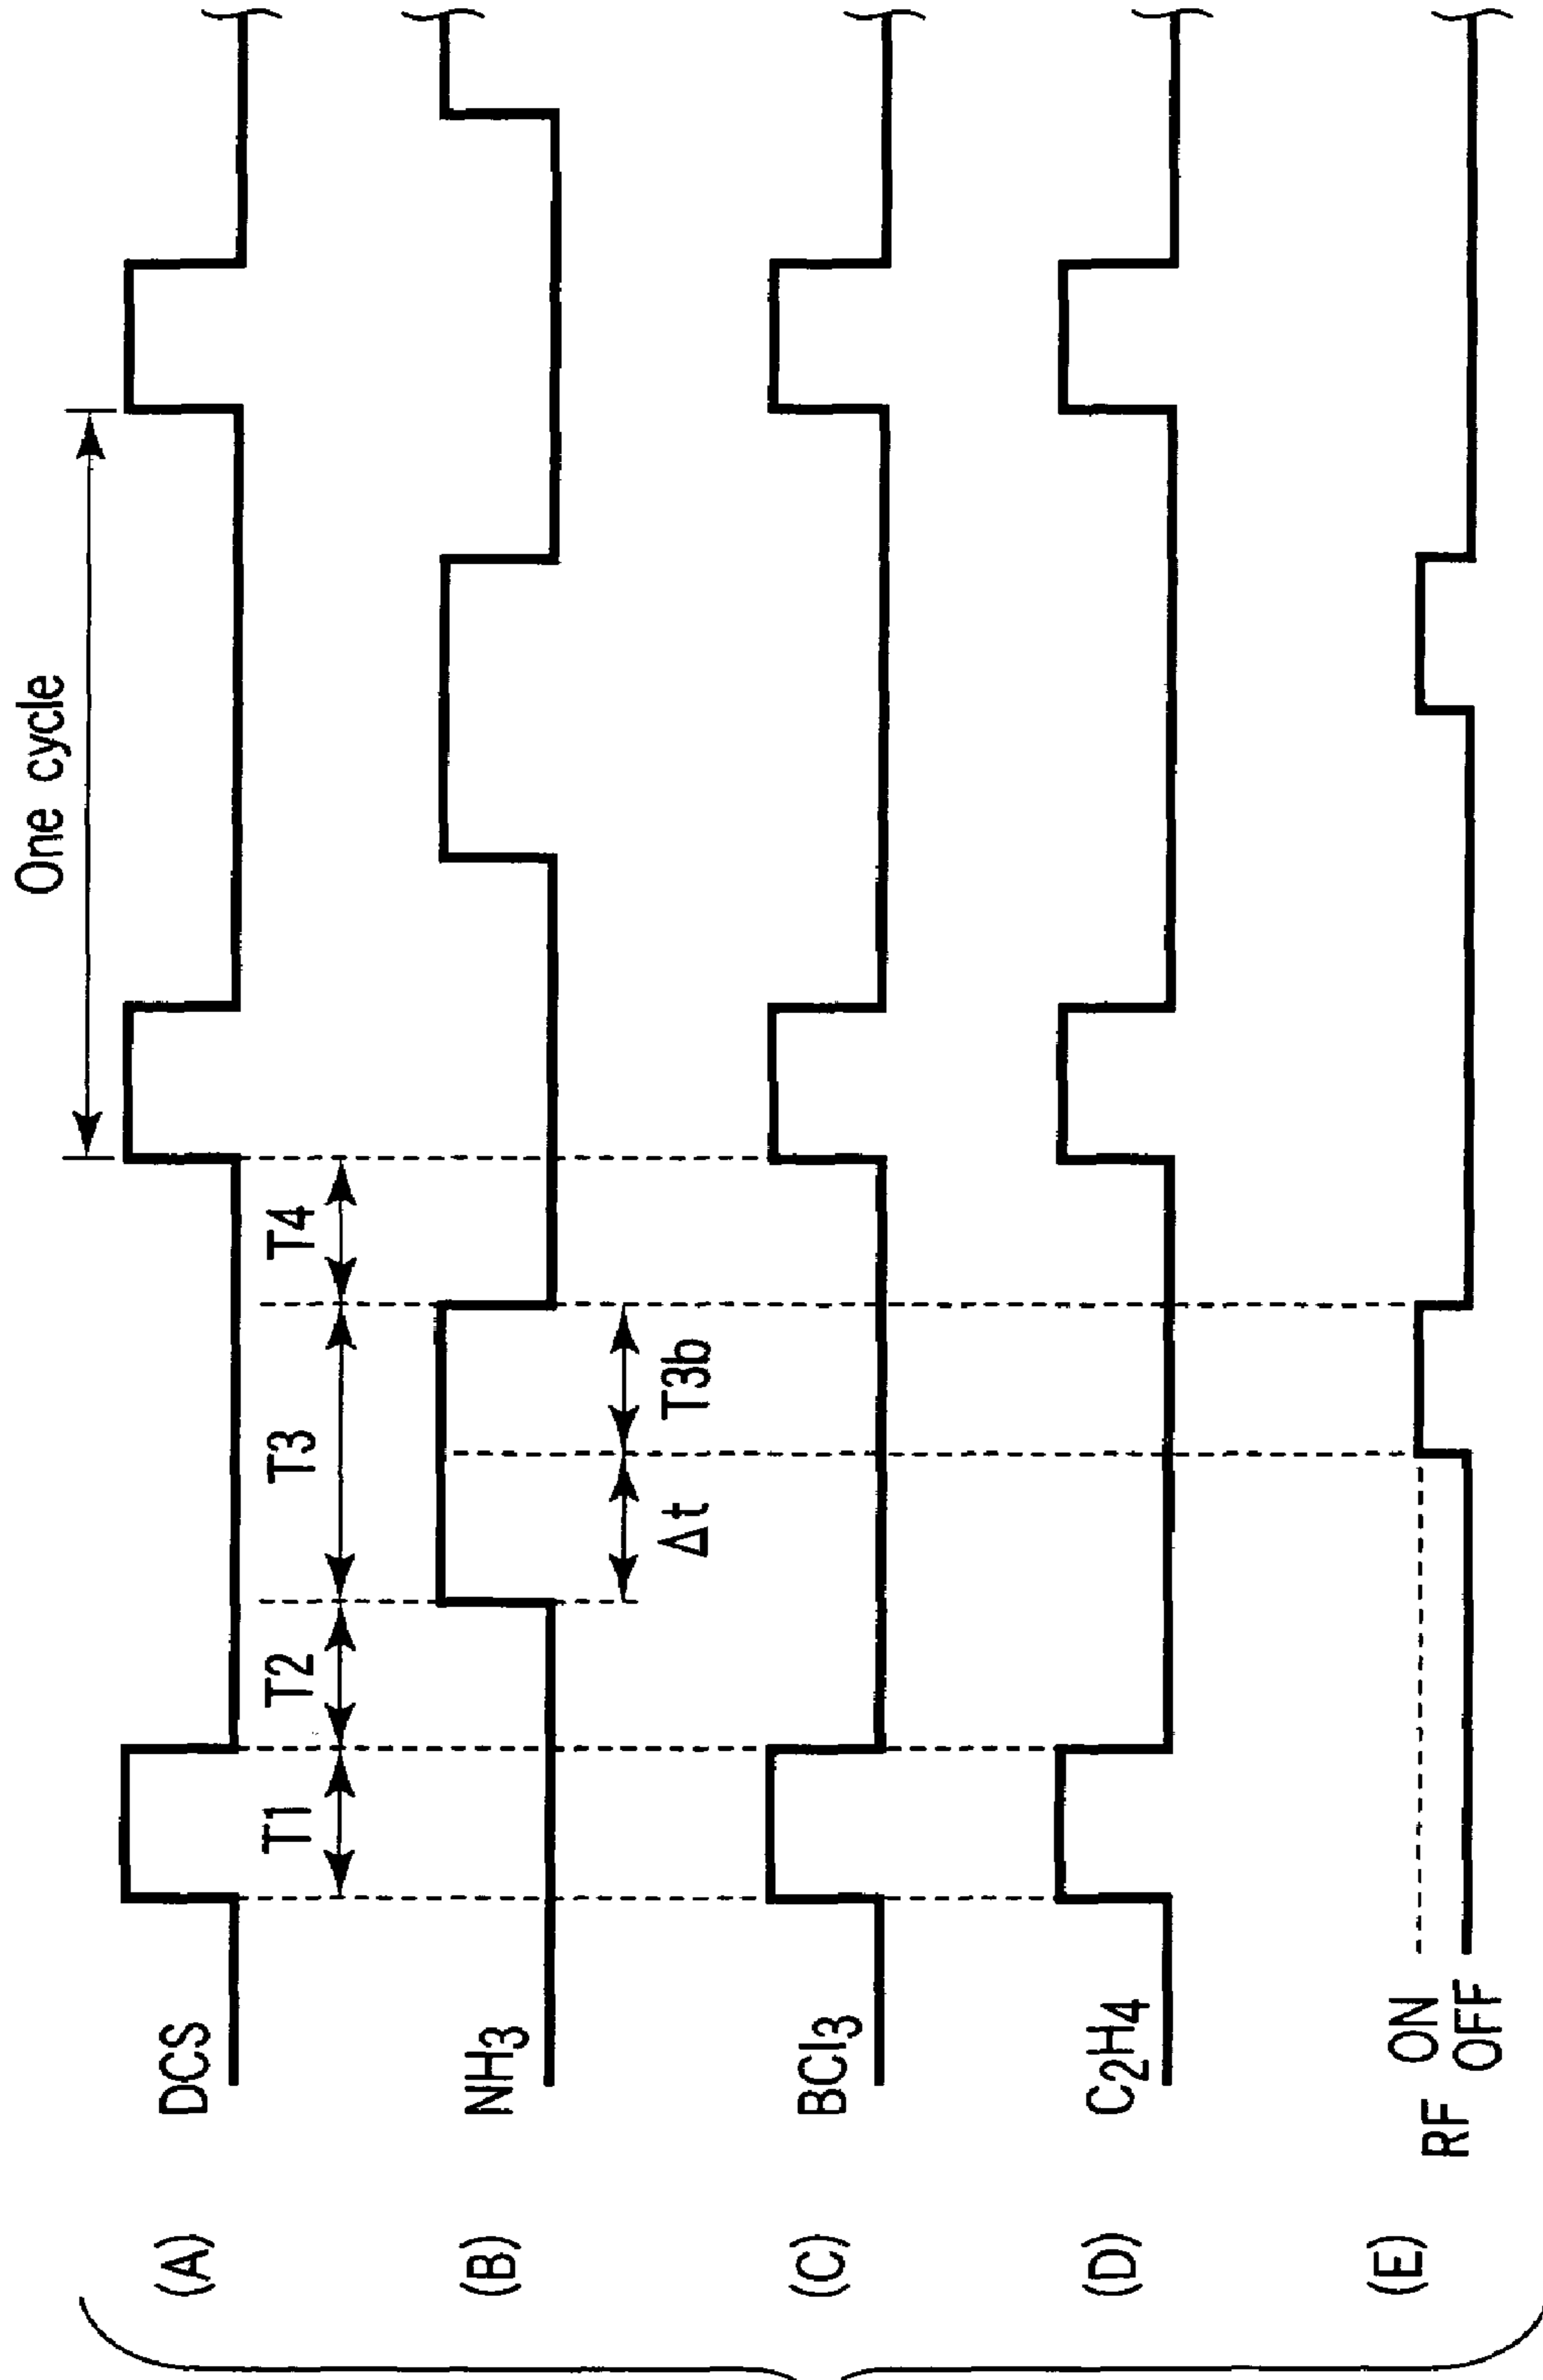 One cycle
(A) DCS
T1 T2 T3 T4
(B) NH3
Δt T3b
(C) BCl3
(D) C2H4
(E) RF ON
OFF